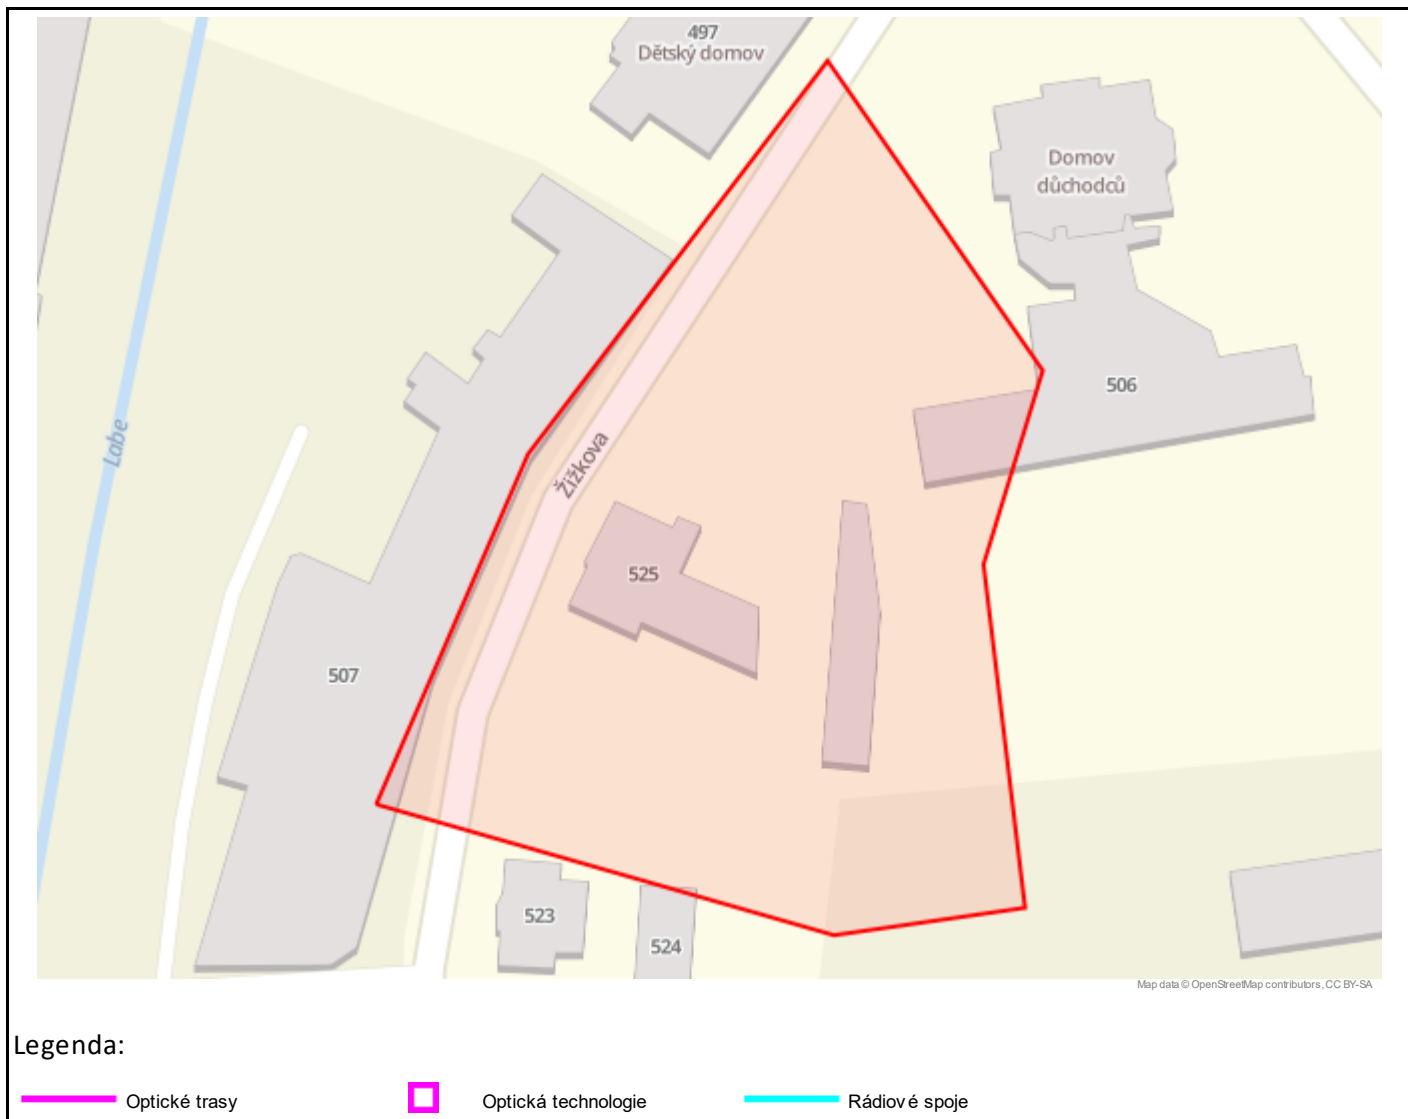 497
Dětský domov
Domov
důchodců
506
Labe
Žižkova
525
507
523
524
Map data © OpenStreetMap contributors, CC BY-SA
Legenda:
Optické trasy
Optická technologie
Rádiové spoje